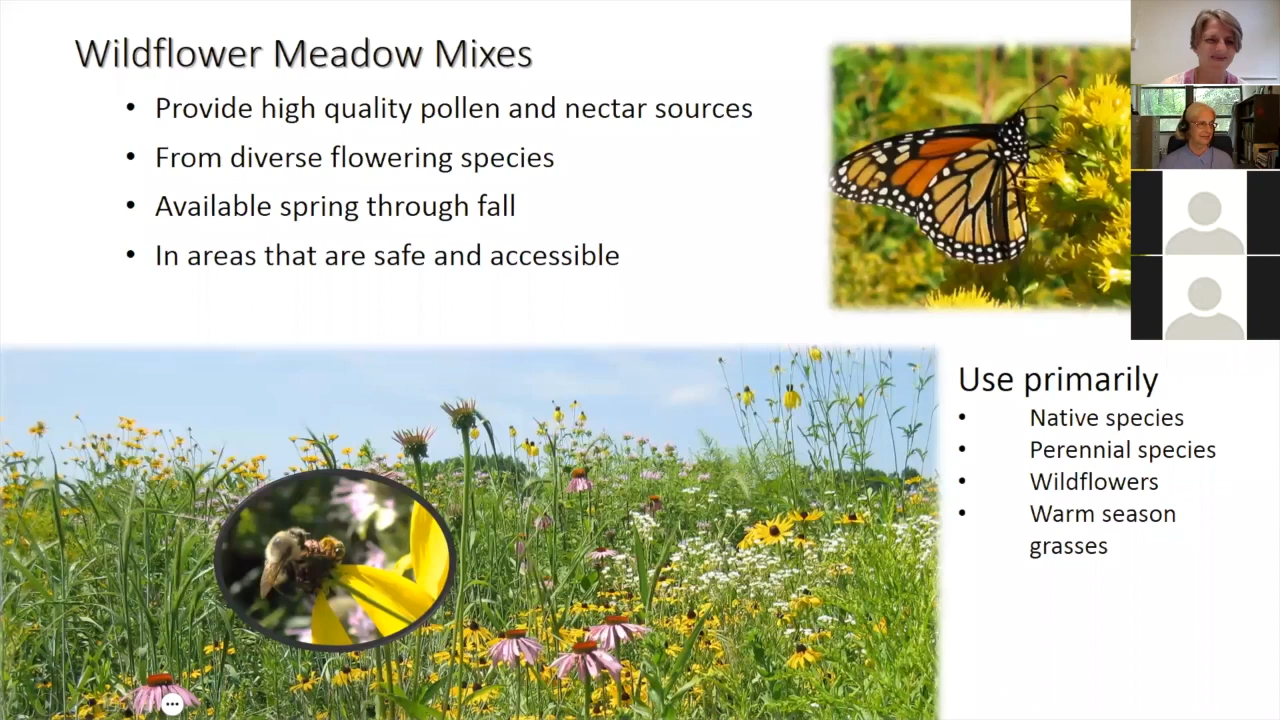 Wildflower Meadow Mixes
• Provide high quality pollen and nectar sources
• From diverse flowering species
• Available spring through fall
• In areas that are safe and accessible
Use primarily
• Native species
• Perennial species
• Wildflowers
• Warm season
grasses